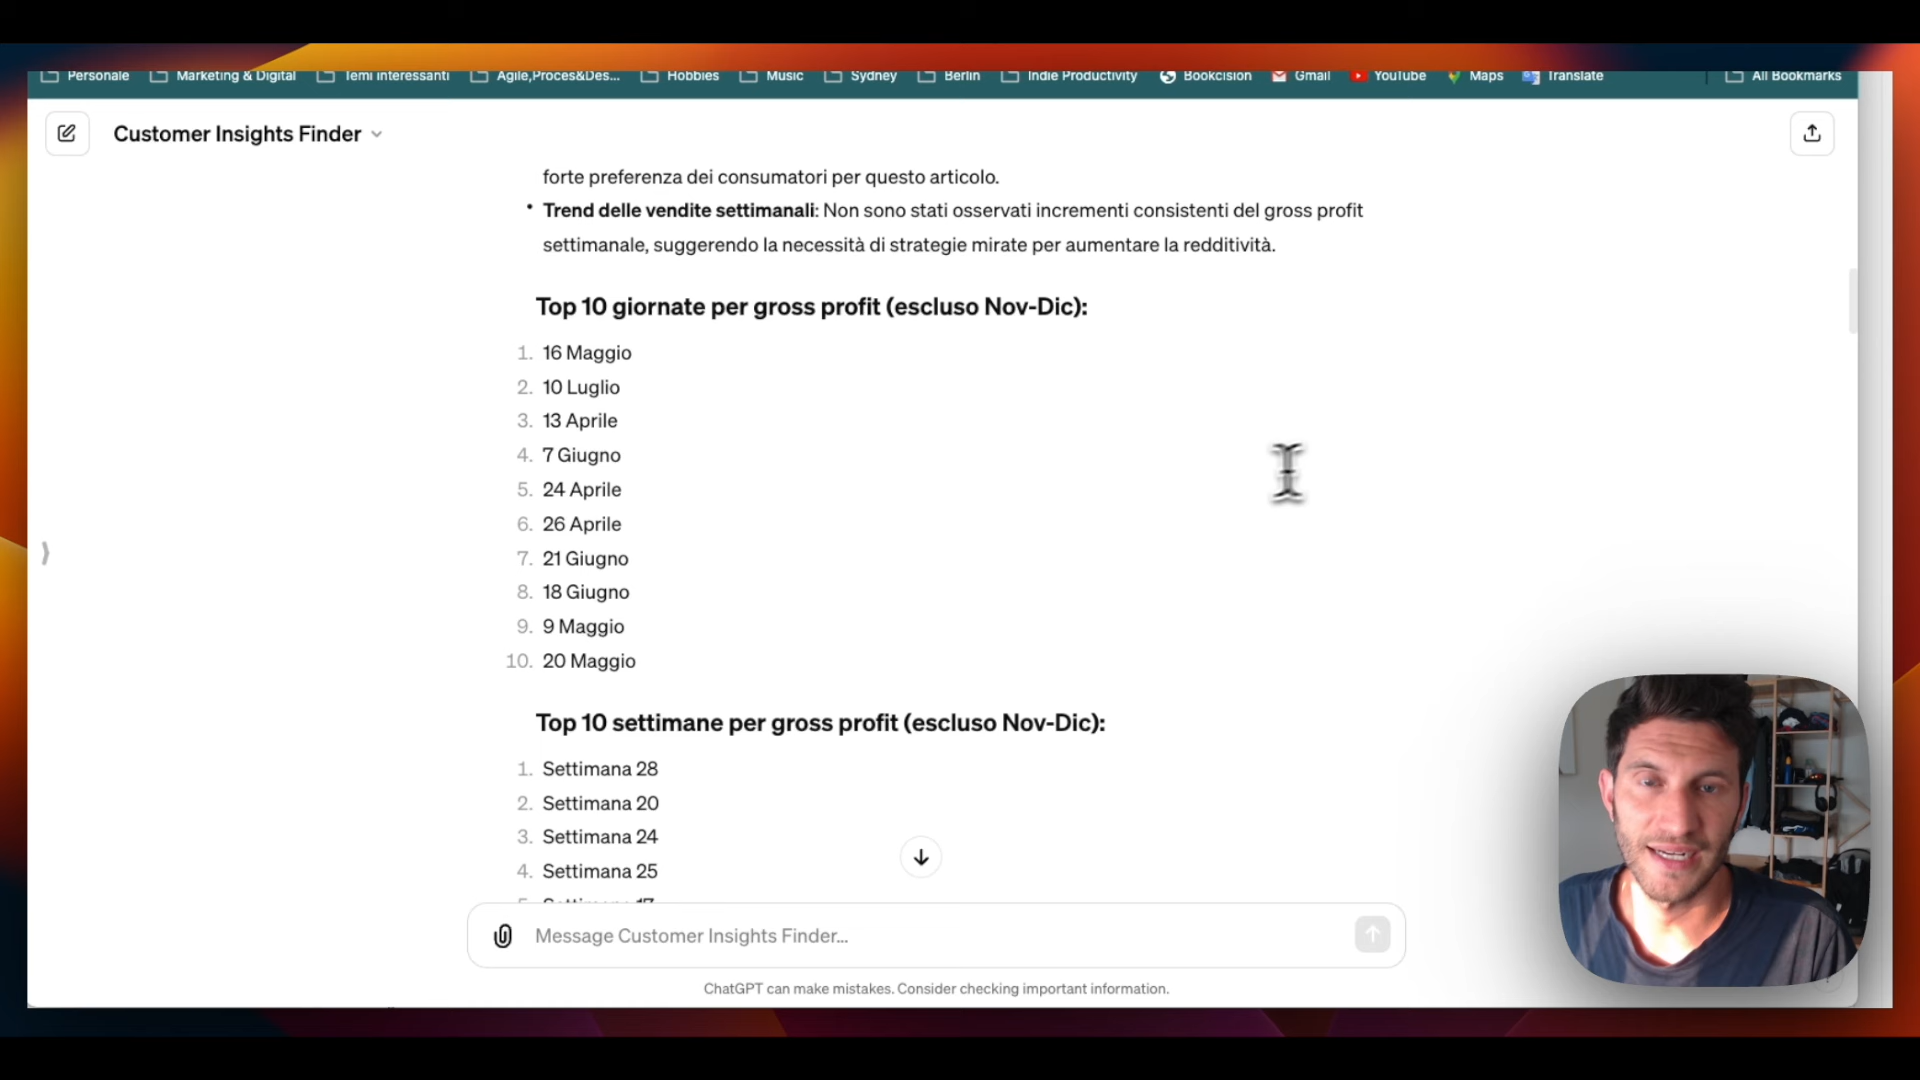 Personale Marketing & Digital Temi interessanti Agile,Proces&Des... Hobbies Music Sydney Berlin Indie Productivity Bookcision Gmail YouTube Maps Translate All Bookmarks
Customer Insights Finder
forte preferenza dei consumatori per questo articolo.
• Trend delle vendite settimanali: Non sono stati osservati incrementi consistenti del gross profit
settimanale, suggerendo la necessità di strategie mirate per aumentare la redditività.
Top 10 giornate per gross profit (escluso Nov-Dic):
1. 16 Maggio
2. 10 Luglio
3. 13 Aprile
4. 7 Giugno
5. 24 Aprile
6. 26 Aprile
7. 21 Giugno
8. 18 Giugno
9. 9 Maggio
10. 20 Maggio
Top 10 settimane per gross profit (escluso Nov-Dic):
1. Settimana 28
2. Settimana 20
3. Settimana 24
4. Settimana 25
5. Settimana 17
Message Customer Insights Finder...
ChatGPT can make mistakes. Consider checking important information.